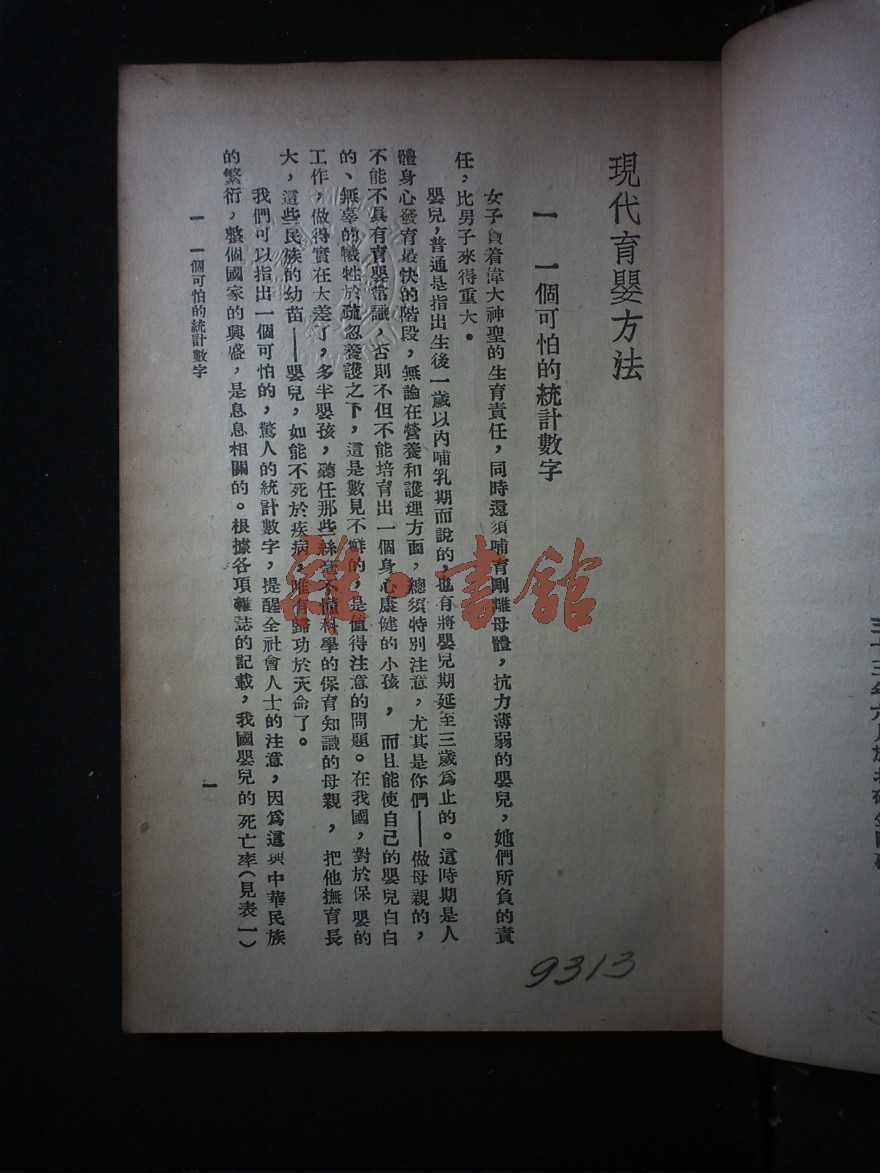 現代育嬰方法
一 一個可怕的統計數字
女子負着偉大神聖的生育責任，同時還須哺育剛離母體，抗力薄弱的嬰兒，她們所負的責
任，比男子來得重大。
嬰兒，普通是指出生後一歲以內哺乳期而說的，也有將嬰兒期延至三歲爲止的。這時期是人
體身心發育最快的階段，無論在營養和護理方面，總須特別注意，尤其是你們——做母親的，
不能不具有育嬰常識，否則不但不能培育出一個身心康健的小孩，而且能使自己的嬰兒白白
的、無辜的犧牲於疏忽養護之下，這是數見不鮮的，是值得注意的問題。在我國，對於保嬰的
工作，做得實在太差了，多半嬰孩，聽任那些絲毫不懂科學的保育知識的母親，把他撫育長
大，這些民族的幼苗——嬰兒，如能不死於疾病，唯有歸功於天命了。
我們可以指出一個可怕的，驚人的統計數字，提醒全社會人士的注意，因爲這與中華民族
的繁衍，整個國家的興盛，是息息相關的。根據各項雜誌的記載，我國嬰兒的死亡率（見表一）
一 一個可怕的統計數字
一
9313
雜·書館